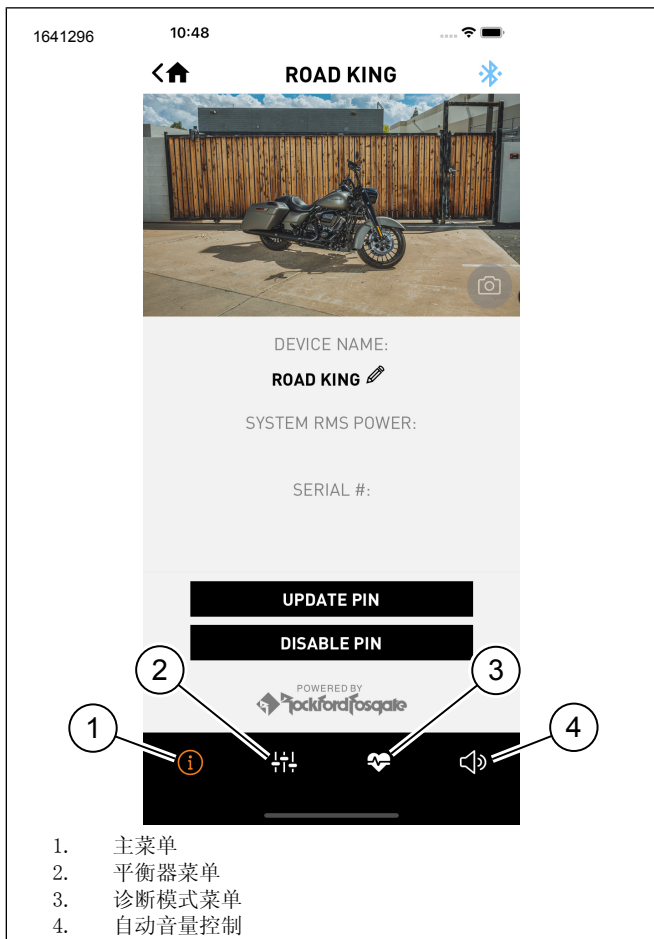 1641296
10:48
ROAD KING
DEVICE NAME:
ROAD KING
SYSTEM RMS POWER:
SERIAL #:
UPDATE PIN
DISABLE PIN
2
3
POWERED BY
Rockford Fosgate
1
4
1. 主菜单
2. 平衡器菜单
3. 诊断模式菜单
4. 自动音量控制